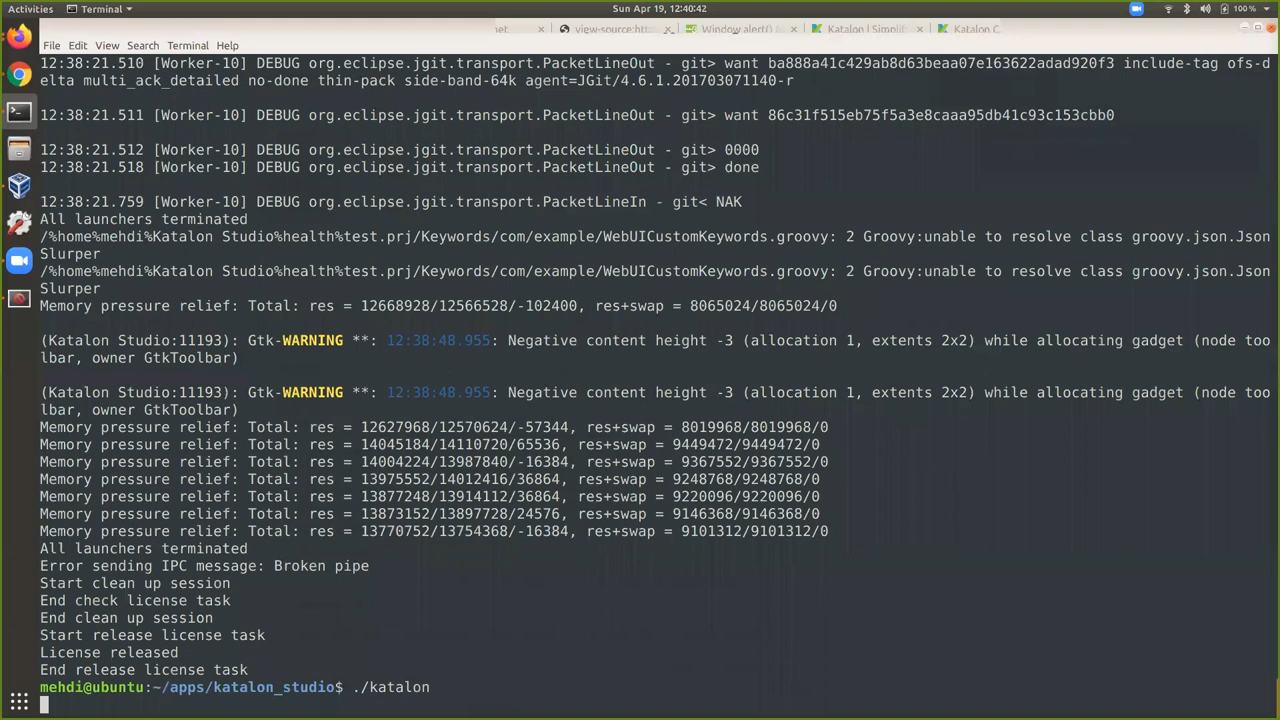 Activities Terminal Sun Apr 19, 12:40:42 100 %
net. view-source:htt Window alert() Katalon | Simplif Katalon C
File Edit View Search Terminal Help
12:38:21.510 [Worker-10] DEBUG org.eclipse.jgit.transport.PacketLineOut - git> want ba888a41c429ab8d63beaa07e163622adad920f3 include-tag ofs-d
elta multi_ack_detailed no-done thin-pack side-band-64k agent=JGit/4.6.1.201703071140-r
12:38:21.511 [Worker-10] DEBUG org.eclipse.jgit.transport.PacketLineOut - git> want 86c31f515eb75f5a3e8caaa95db41c93c153cbb0
12:38:21.512 [Worker-10] DEBUG org.eclipse.jgit.transport.PacketLineOut - git> 0000
12:38:21.518 [Worker-10] DEBUG org.eclipse.jgit.transport.PacketLineOut - git> done
12:38:21.759 [Worker-10] DEBUG org.eclipse.jgit.transport.PacketLineIn - git< NAK
All launchers terminated
/%home%mehdi%Katalon Studio%health%test.prj/Keywords/com/example/WebUICustomKeywords.groovy: 2 Groovy:unable to resolve class groovy.json.Json
Slurper
/%home%mehdi%Katalon Studio%health%test.prj/Keywords/com/example/WebUICustomKeywords.groovy: 2 Groovy:unable to resolve class groovy.json.Json
Slurper
Memory pressure relief: Total: res = 12668928/12566528/-102400, res+swap = 8065024/8065024/0
(Katalon Studio:11193): Gtk-WARNING **: 12:38:48.955: Negative content height -3 (allocation 1, extents 2x2) while allocating gadget (node too
lbar, owner GtkToolbar)
(Katalon Studio:11193): Gtk-WARNING **: 12:38:48.955: Negative content height -3 (allocation 1, extents 2x2) while allocating gadget (node too
lbar, owner GtkToolbar)
Memory pressure relief: Total: res = 12627968/12570624/-57344, res+swap = 8019968/8019968/0
Memory pressure relief: Total: res = 14045184/14110720/65536, res+swap = 9449472/9449472/0
Memory pressure relief: Total: res = 14004224/13987840/-16384, res+swap = 9367552/9367552/0
Memory pressure relief: Total: res = 13975552/14012416/36864, res+swap = 9248768/9248768/0
Memory pressure relief: Total: res = 13877248/13914112/36864, res+swap = 9220096/9220096/0
Memory pressure relief: Total: res = 13873152/13897728/24576, res+swap = 9146368/9146368/0
Memory pressure relief: Total: res = 13770752/13754368/-16384, res+swap = 9101312/9101312/0
All launchers terminated
Error sending IPC message: Broken pipe
Start clean up session
End check license task
End clean up session
Start release license task
License released
End release license task
mehdi@ubuntu:~/apps/katalon_studio$ ./katalon